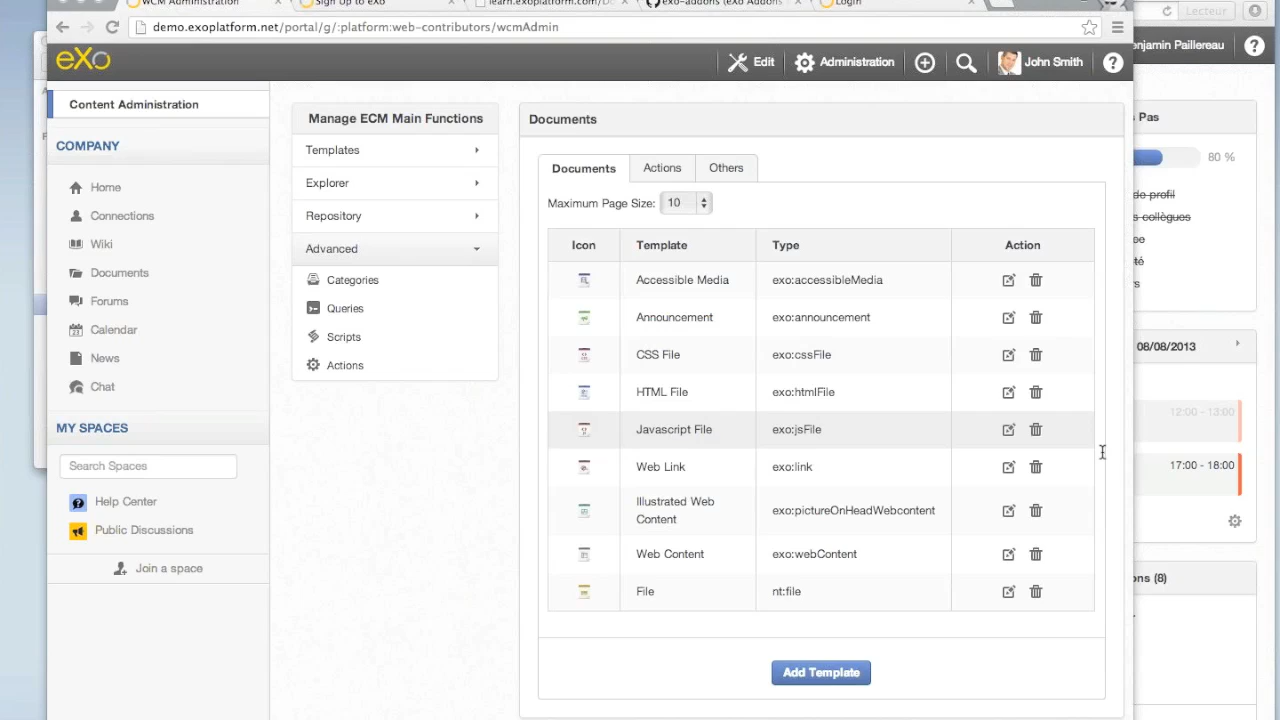 WCM Administration
Sign Up to eXo
learn.exoplatform.com/Do
exo-addons (eXo Addons
Login
demo.exoplatform.net/portal/g/:platform:web-contributors/wcmAdmin
Lecteur
eXo
Edit
Administration
John Smith
?
enjamin Paillereau
?
Content Administration
COMPANY
Home
Connections
Wiki
Documents
Forums
Calendar
News
Chat
MY SPACES
Search Spaces
Help Center
Public Discussions
Join a space
Manage ECM Main Functions
Templates
Explorer
Repository
Advanced
Categories
Queries
Scripts
Actions
Documents
Documents Actions Others
Maximum Page Size: 10
Icon Template Type Action
Accessible Media exo:accessibleMedia
Announcement exo:announcement
CSS File exo:cssFile
HTML File exo:htmlFile
Javascript File exo:jsFile
Web Link exo:link
Illustrated Web
Content exo:pictureOnHeadWebcontent
Web Content exo:webContent
File nt:file
Add Template
Pas
80 %
de profil
s collègues
ee
té
rs
08/08/2013
12:00 - 13:00
17:00 - 18:00
ons (8)